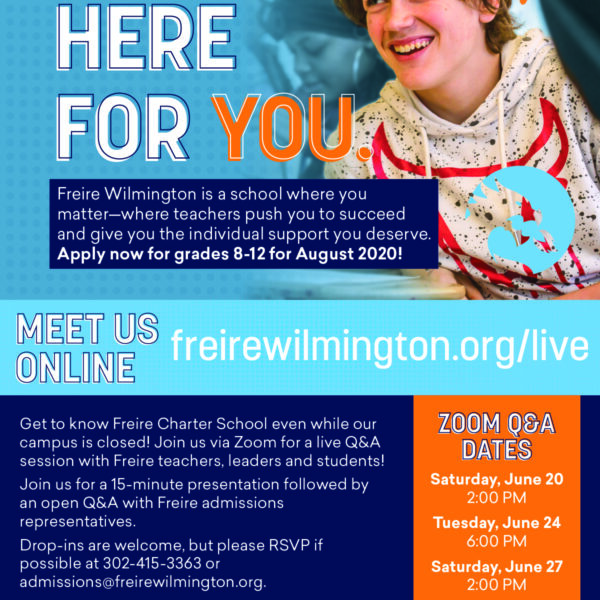 HERE
FOR YOU.
Freire Wilmington is a school where you
matter—where teachers push you to succeed
and give you the individual support you deserve.
Apply now for grades 8-12 for August 2020!
MEET US
ONLINE
freirewilmington.org/live
Get to know Freire Charter School even while our
campus is closed! Join us via Zoom for a live Q&A
session with Freire teachers, leaders and students!
Join us for a 15-minute presentation followed by
an open Q&A with Freire admissions
representatives.
Drop-ins are welcome, but please RSVP if
possible at 302-415-3363 or
admissions@freirewilmington.org.
ZOOM Q&A
DATES
Saturday, June 20
2:00 PM
Tuesday, June 24
6:00 PM
Saturday, June 27
2:00 PM